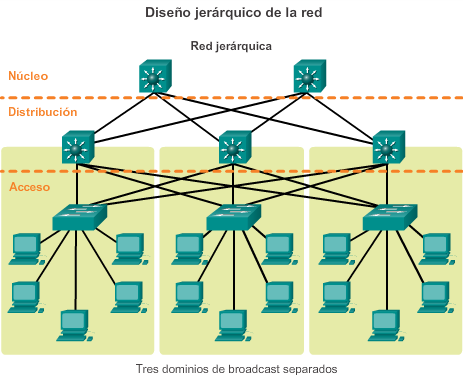 Diseño jerárquico de la red
Red jerárquica
Núcleo
Distribución
Acceso
Tres dominios de broadcast separados